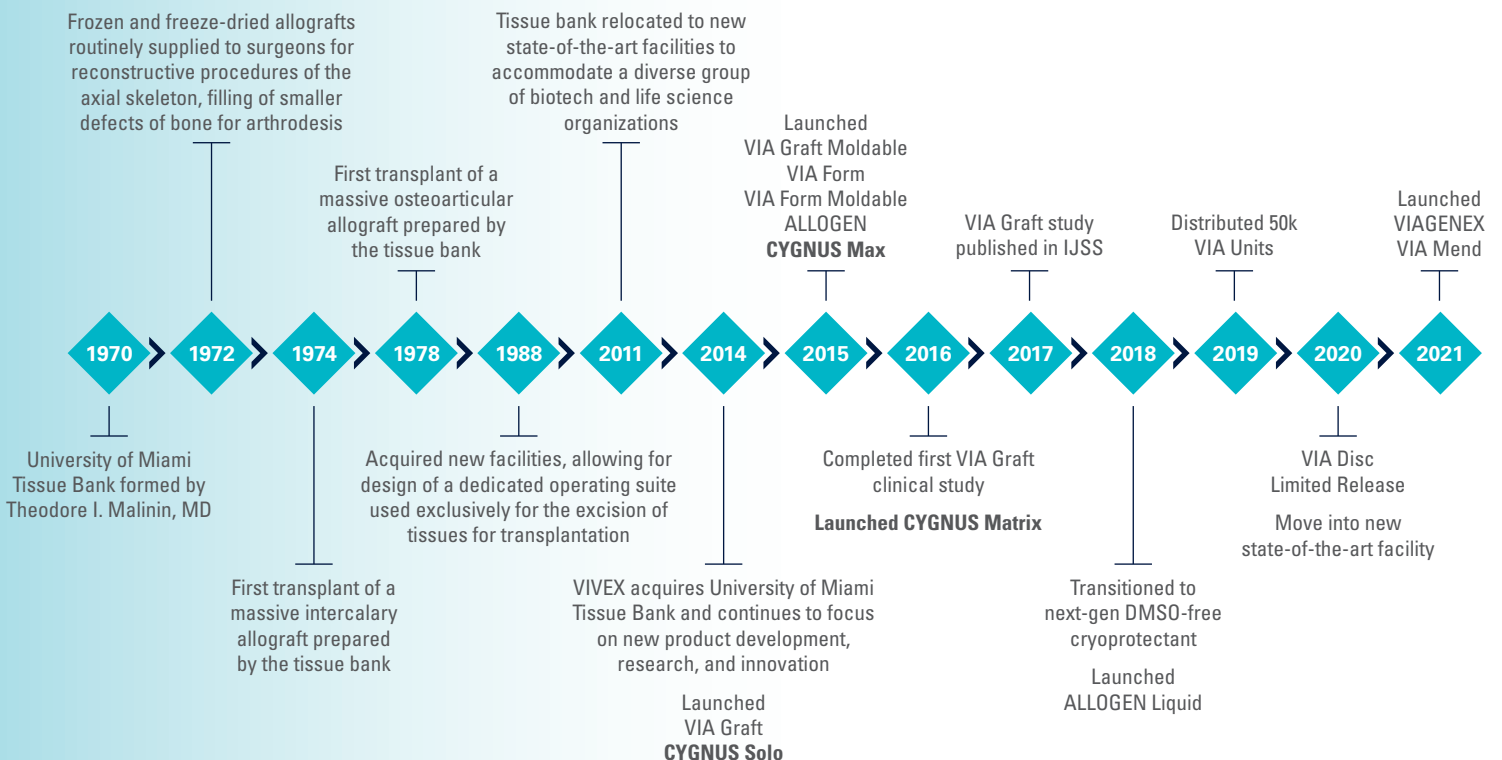 Frozen and freeze-dried allografts
routinely supplied to surgeons for
reconstructive procedures of the
axial skeleton, filling of smaller
defects of bone for arthrodesis
Tissue bank relocated to new
state-of-the-art facilities to
accommodate a diverse group
of biotech and life science
organizations
First transplant of a
massive osteoarticular
allograft prepared by
the tissue bank
Launched
VIA Graft Moldable
VIA Form
VIA Form Moldable
ALLOGEN
CYGNUS Max
VIA Graft study
published in IJSS
Distributed 50k
VIA Units
Launched
VIAGENEX
VIA Mend
1970
1972
1974
1978
1988
2011
2014
2015
2016
2017
2018
2019
2020
2021
University of Miami
Tissue Bank formed by
Theodore I. Malinin, MD
First transplant of a
massive intercalary
allograft prepared
by the tissue bank
Acquired new facilities, allowing for
design of a dedicated operating suite
used exclusively for the excision of
tissues for transplantation
VIVEX acquires University of Miami
Tissue Bank and continues to focus
on new product development,
research, and innovation
Launched
VIA Graft
CYGNUS Solo
Completed first VIA Graft
clinical study
Launched CYGNUS Matrix
Transitioned to
next-gen DMSO-free
cryoprotectant
Launched
ALLOGEN Liquid
VIA Disc
Limited Release
Move into new
state-of-the-art facility